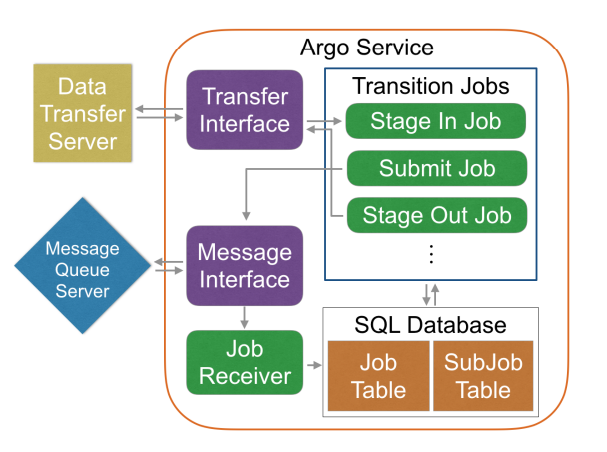 Argo Service
Data
Transfer
Server
Transfer
Interface
Transition Jobs
Stage In Job
Submit Job
Stage Out Job
⋮
Message
Queue
Server
Message
Interface
Job
Receiver
SQL Database
Job
Table
SubJob
Table